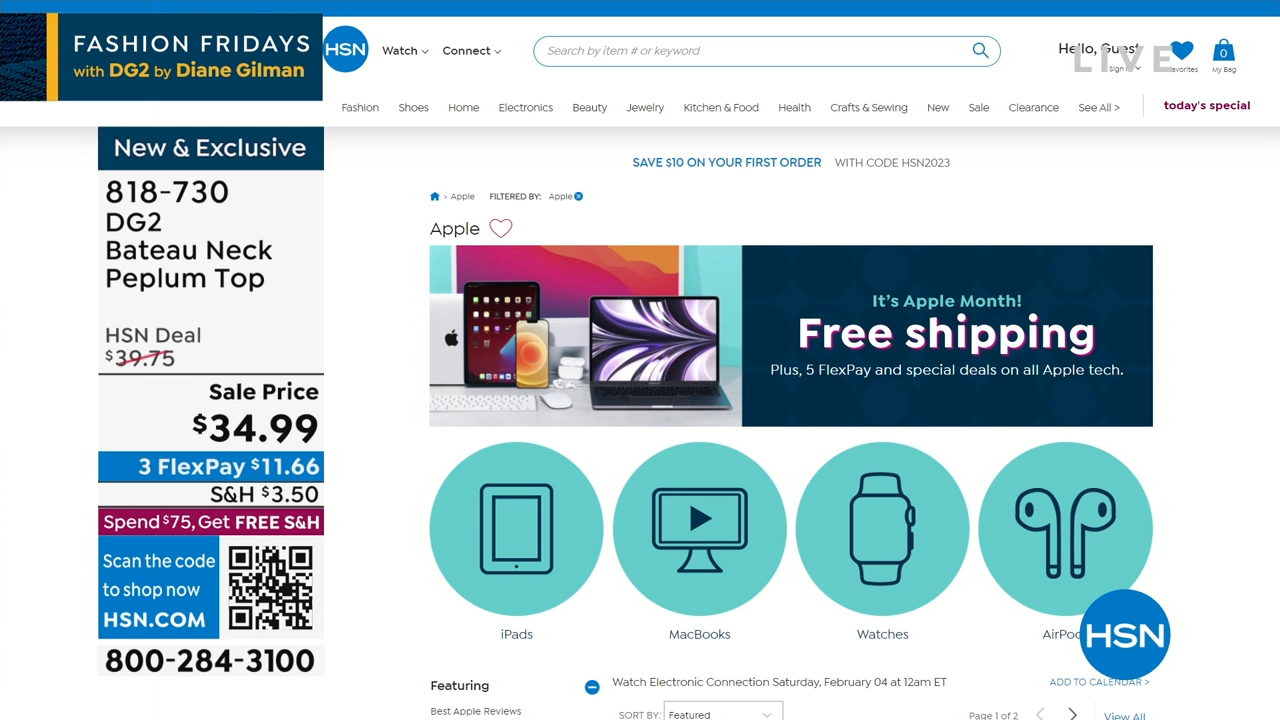 FASHION FRIDAYS
with DG2 by Diane Gilman
HSN
Watch
Connect
Search by item # or keyword
Hello, Guest
Sign In
LIVE
Favorites
0
My Bag
Fashion
Shoes
Home
Electronics
Beauty
Jewelry
Kitchen & Food
Health
Crafts & Sewing
New
Sale
Clearance
See All >
today's special
New & Exclusive
818-730
DG2
Bateau Neck
Peplum Top
HSN Deal
$39.75
Sale Price
$34.99
3 FlexPay $11.66
S&H $3.50
Spend $75, Get FREE S&H
Scan the code
to shop now
HSN.COM
800-284-3100
SAVE $10 ON YOUR FIRST ORDER WITH CODE HSN2023
> Apple FILTERED BY: Apple
Apple
It's Apple Month!
Free shipping
Plus, 5 FlexPay and special deals on all Apple tech.
iPads
MacBooks
Watches
AirPo
HSN
Featuring
Best Apple Reviews
Watch Electronic Connection Saturday, February 04 at 12am ET
ADD TO CALENDAR >
SORT BY: Featured
Page 1 of 2
View All